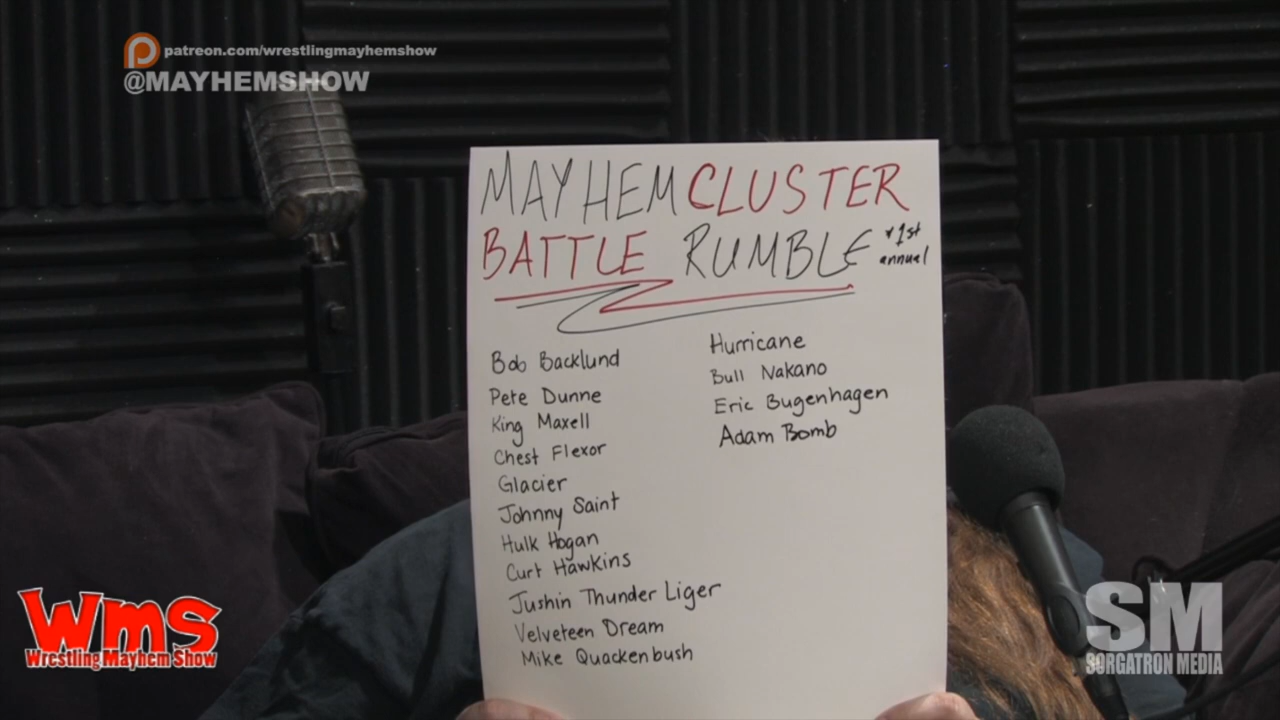 patreon.com/wrestlingmayhemshow
@MAYHEMSHOW
MAYHEM CLUSTER
BATTLE RUMBLE *1st
annual
Bob Backlund
Pete Dunne
King Maxell
Chest Flexor
Glacier
Johnny Saint
Hulk Hogan
Curt Hawkins
Jushin Thunder Liger
Velveteen Dream
Mike Quackenbush
Hurricane
Bull Nakano
Eric Bugenhagen
Adam Bomb
WMS
Wrestling Mayhem Show
SM
SORGATRON MEDIA